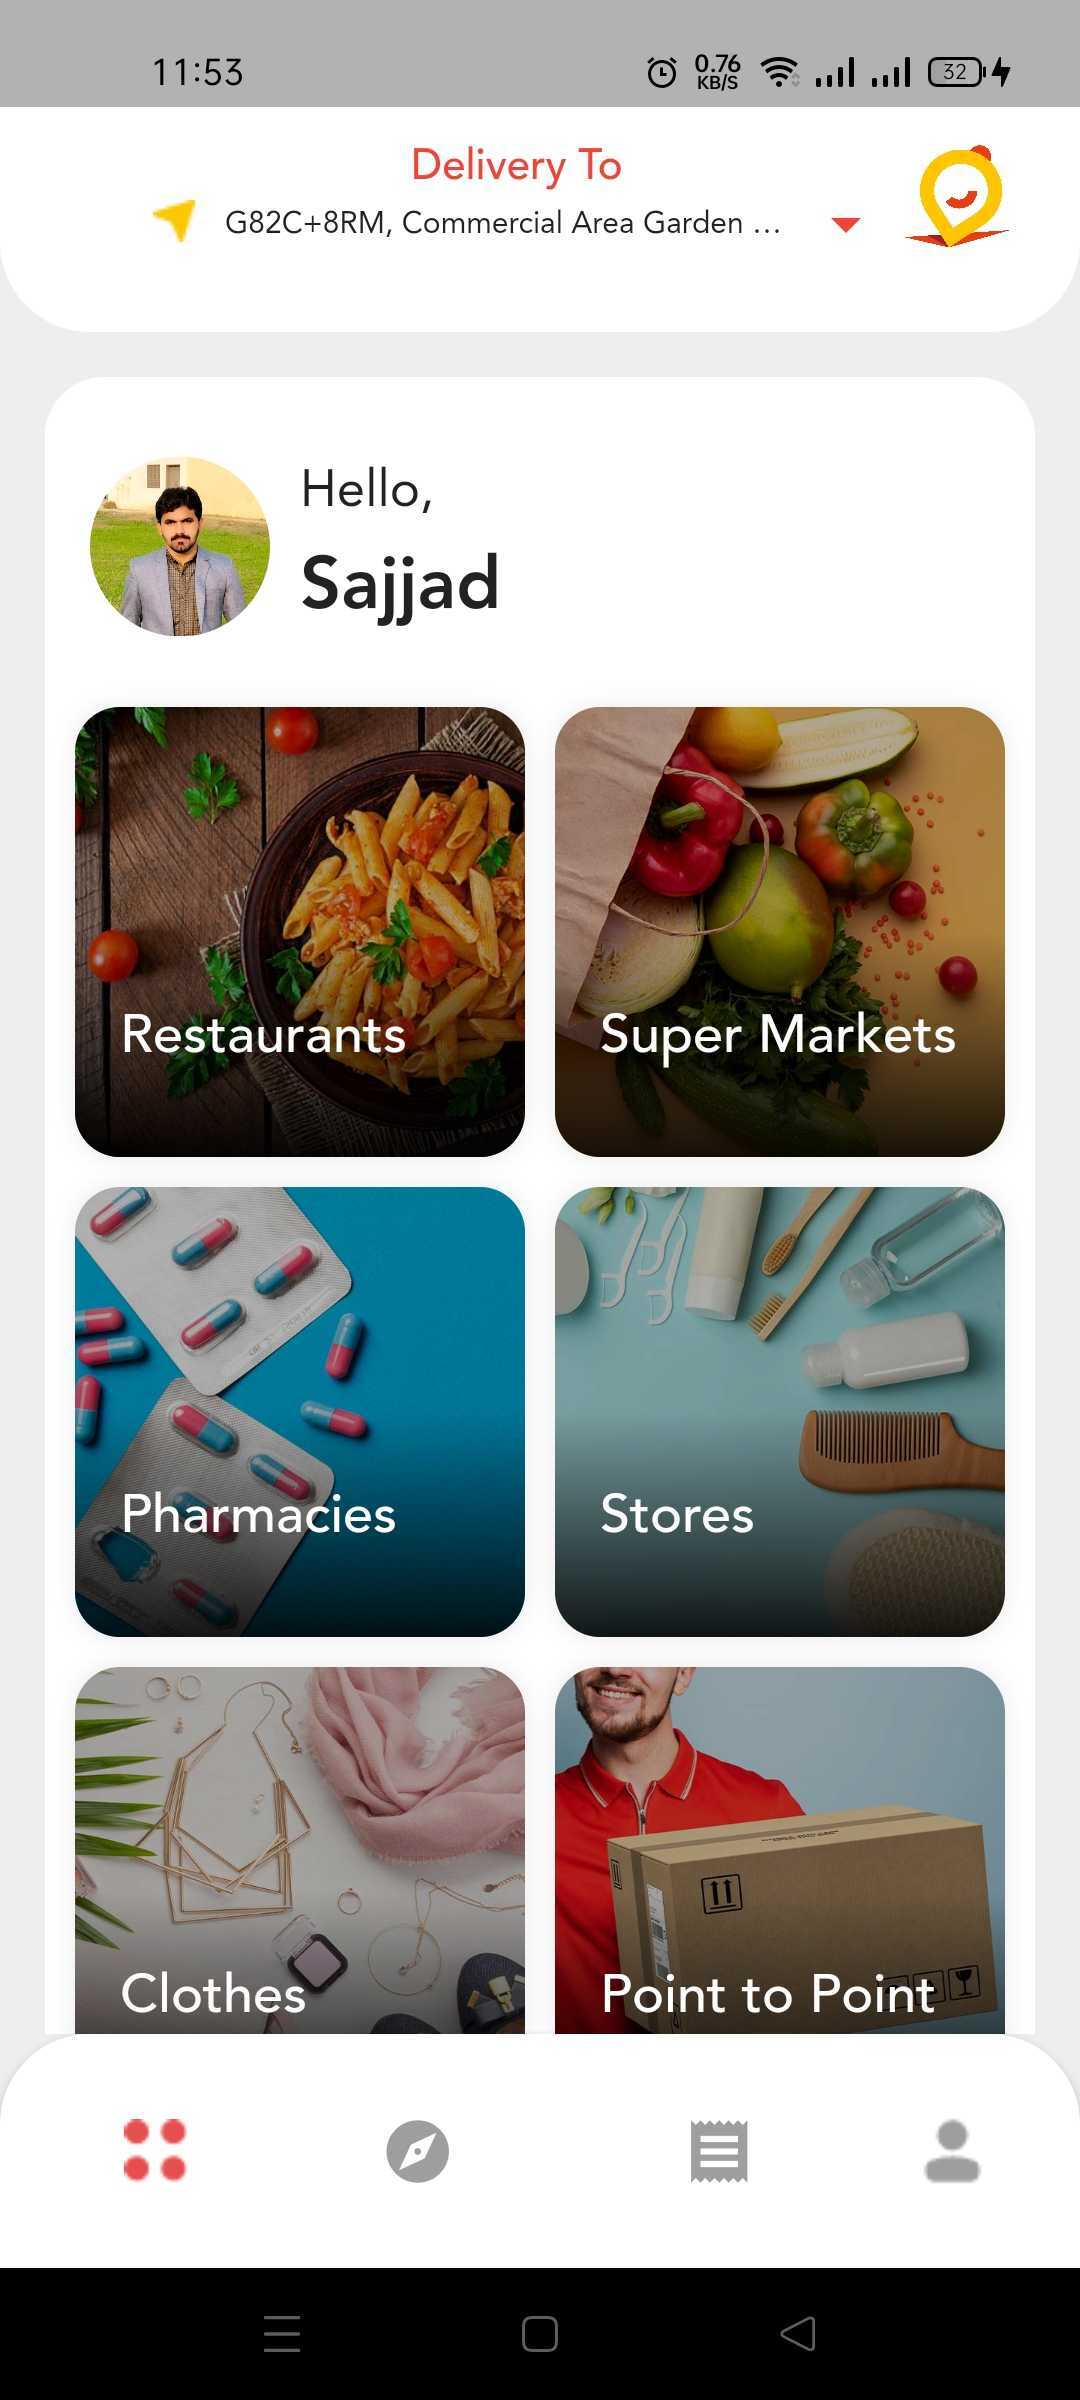 11:53
0.76
KB/S
32
Delivery To
G82C+8RM, Commercial Area Garden ...
Hello,
Sajjad
Restaurants
Super Markets
Pharmacies
Stores
Clothes
Point to Point